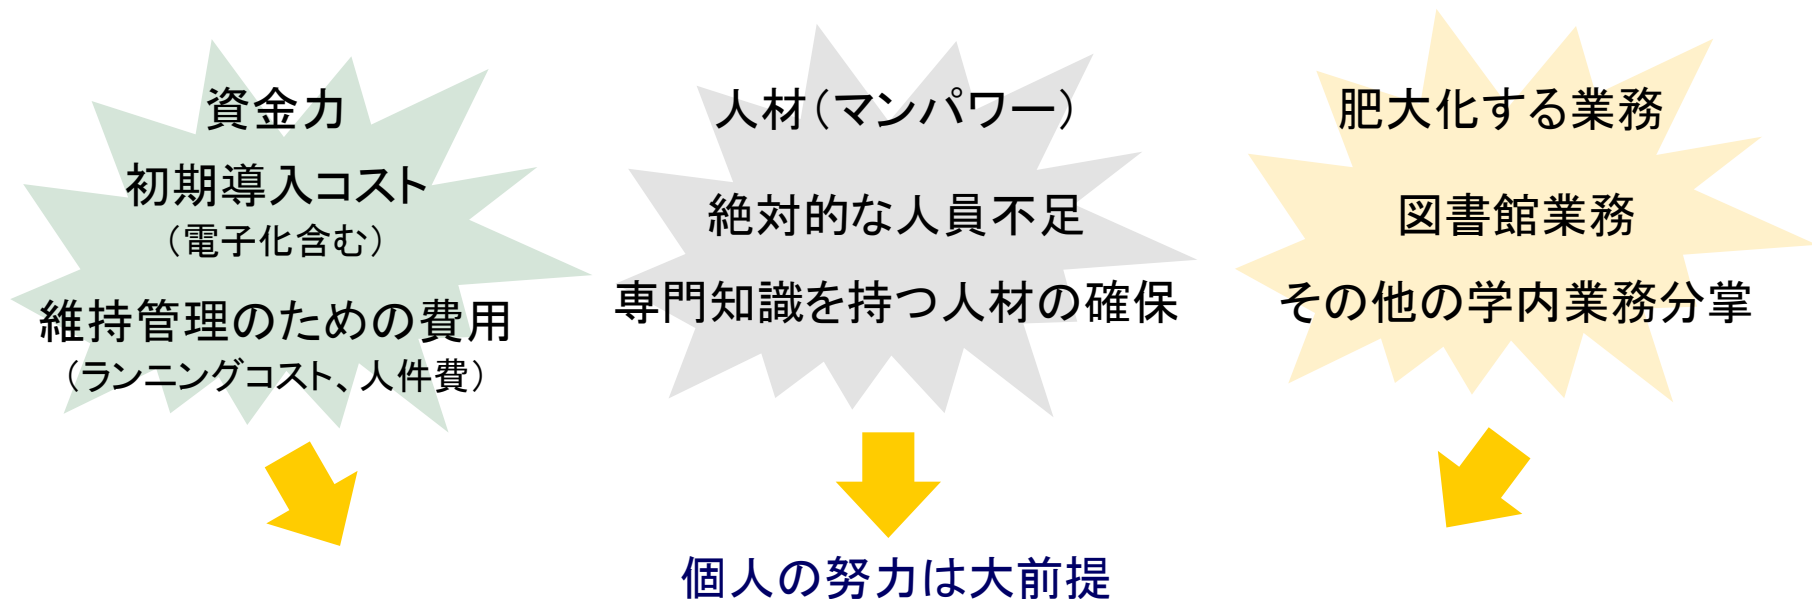 資金力
初期導入コスト
（電子化含む）
維持管理のための費用
（ランニングコスト、人件費）
人材（マンパワー）
絶対的な人員不足
専門知識を持つ人材の確保
肥大化する業務
図書館業務
その他の学内業務分掌
個人の努力は大前提